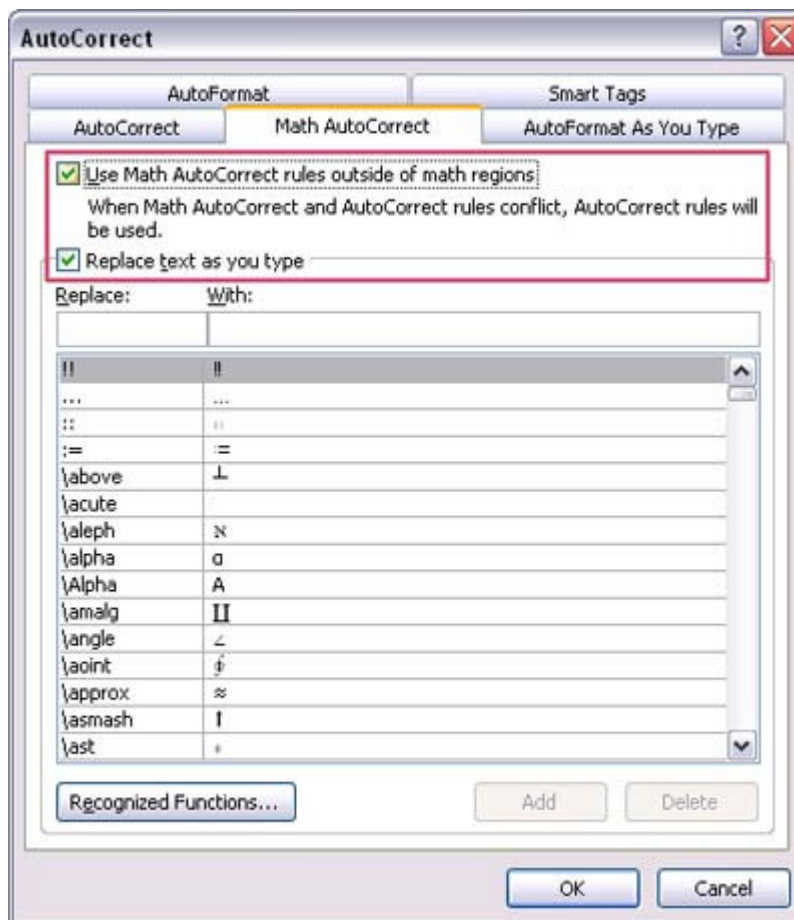 AutoCorrect
AutoFormat Smart Tags
AutoCorrect Math AutoCorrect AutoFormat As You Type
Use Math AutoCorrect rules outside of math regions
When Math AutoCorrect and AutoCorrect rules conflict, AutoCorrect rules will
be used.
Replace text as you type
Replace: With:
!! ‼
... …
:: ∷
:= ≔
\above ┴
\acute
\aleph ℵ
\alpha α
\Alpha Α
\amalg ∐
\angle ∠
\aoint ∳
\approx ≈
\asmash ⬆
\ast
Recognized Functions... Add Delete
OK Cancel